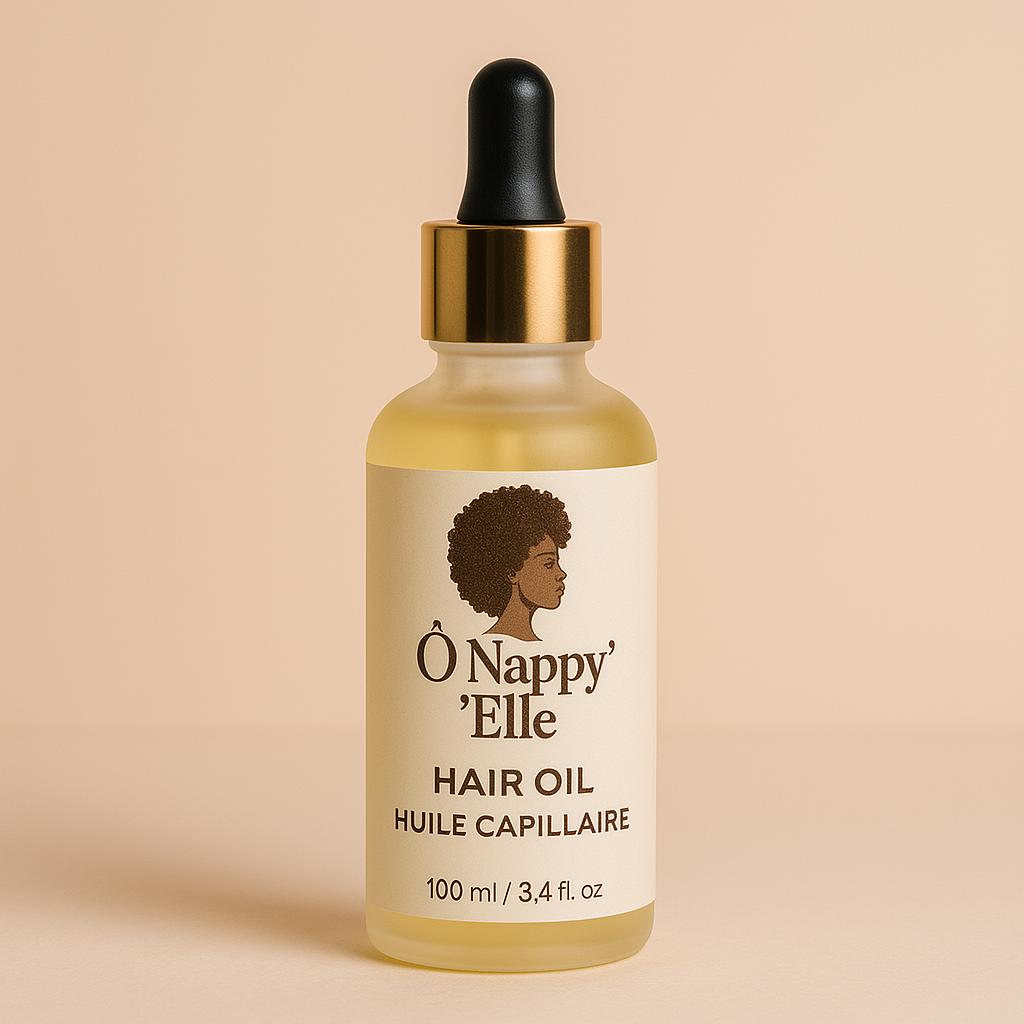 Ô Nappy’
’Elle
HAIR OIL
HUILE CAPILLAIRE
100 ml / 3,4 fl. oz